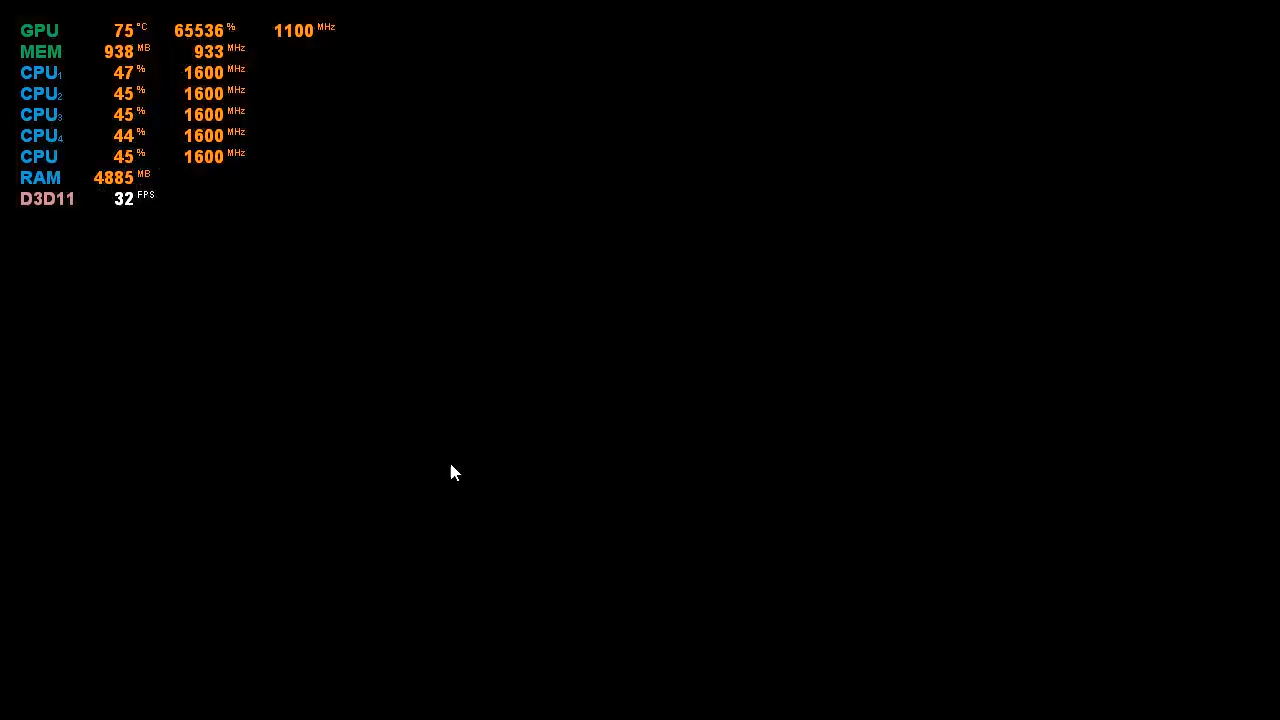 GPU 75 °C 65536 % 1100 MHz
MEM 938 MB 933 MHz
CPU1 47 % 1600 MHz
CPU2 45 % 1600 MHz
CPU3 45 % 1600 MHz
CPU4 44 % 1600 MHz
CPU 45 % 1600 MHz
RAM 4885 MB
D3D11 32 FPS